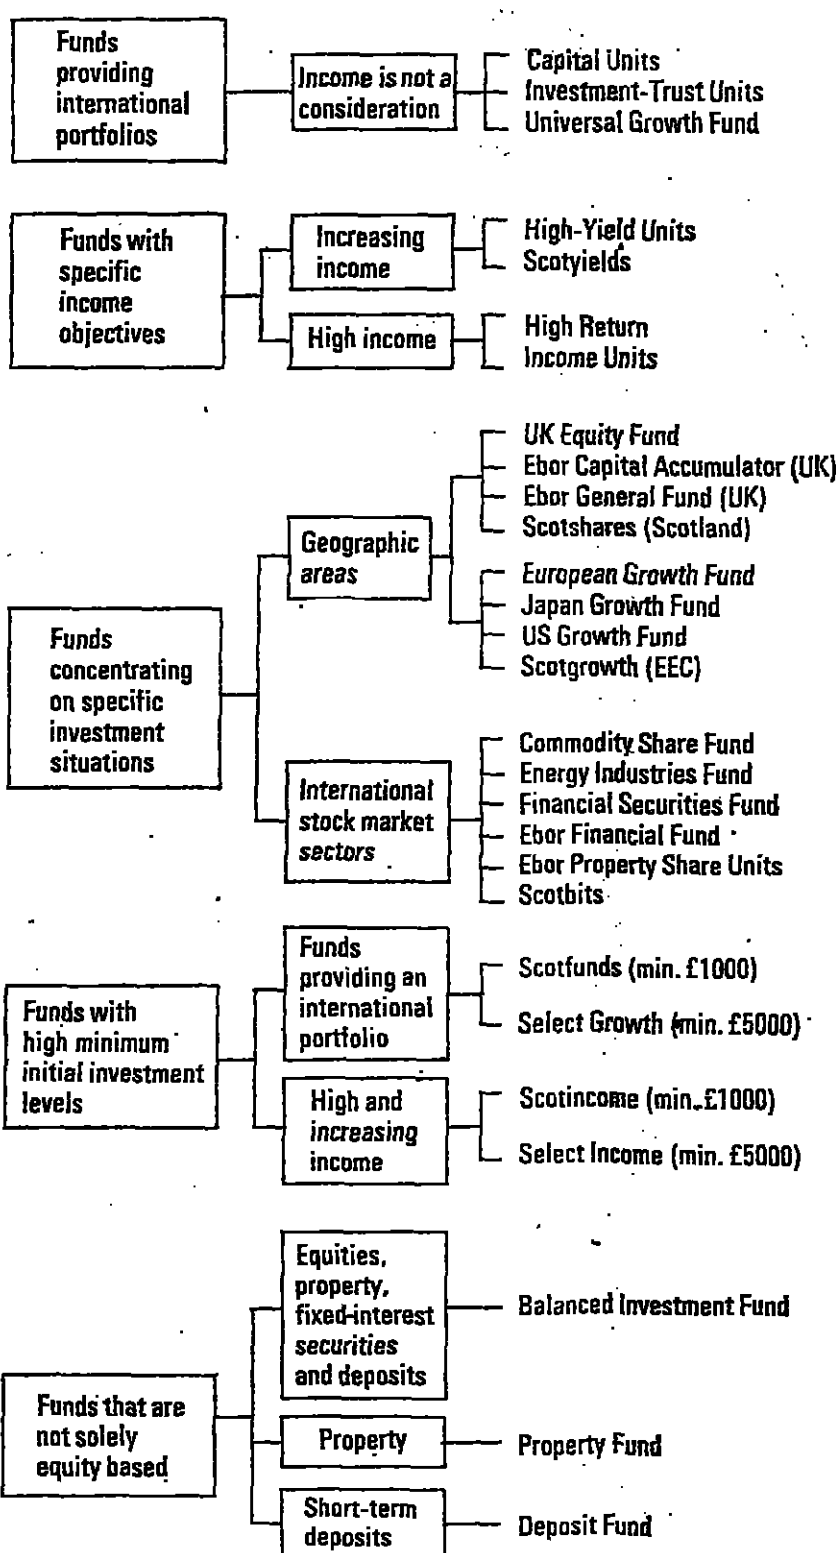 Funds
providing
international
portfolios
Income is not a
consideration
Capital Units
Investment-Trust Units
Universal Growth Fund
Funds with
specific
income
objectives
Increasing
income
High-Yield Units
Scotyields
High income
High Return
Income Units
Funds
concentrating
on specific
investment
situations
Geographic
areas
UK Equity Fund
Ebor Capital Accumulator (UK)
Ebor General Fund (UK)
Scotshares (Scotland)
European Growth Fund
Japan Growth Fund
US Growth Fund
Scotgrowth (EEC)
International
stock market
sectors
Commodity Share Fund
Energy Industries Fund
Financial Securities Fund
Ebor Financial Fund
Ebor Property Share Units
Scotbits
Funds with
high minimum
initial investment
levels
Funds
providing an
international
portfolio
Scotfunds (min. £1000)
Select Growth (min. £5000)
High and
increasing
income
Scotincome (min. £1000)
Select Income (min. £5000)
Funds that are
not solely
equity based
Equities,
property,
fixed-interest
securities
and deposits
Balanced Investment Fund
Property
Property Fund
Short-term
deposits
Deposit Fund